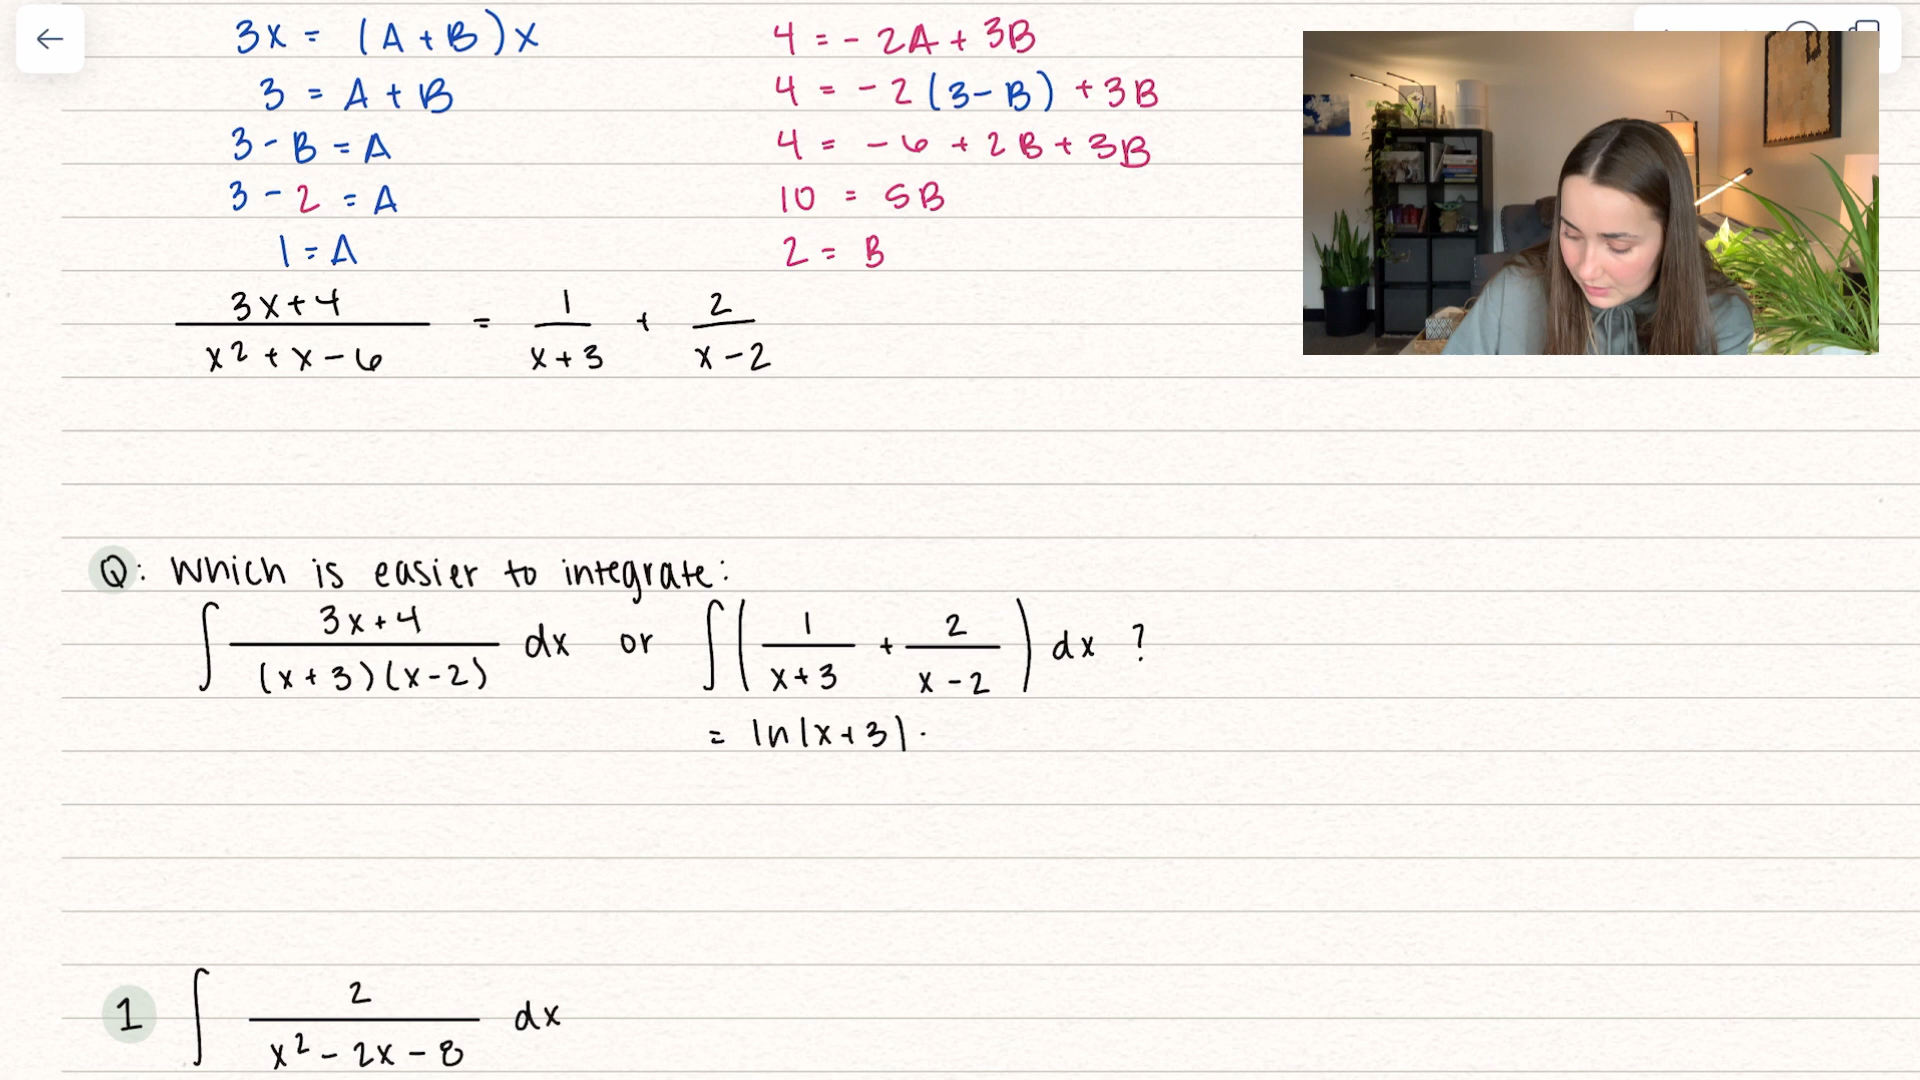 3x = (A+B)x
3 = A+B
3-B = A
3-2 = A
1 = A
4 = -2A+3B
4 = -2(3-B)+3B
4 = -6+2B+3B
10 = 5B
2 = B
3x+4 / x²+x-6 = 1 / x+3 + 2 / x-2
Q: Which is easier to integrate:
∫ 3x+4 / (x+3)(x-2) dx or ∫(1 / x+3 + 2 / x-2) dx ?
= ln|x+3| ·
1 ∫ 2 / x²-2x-8 dx